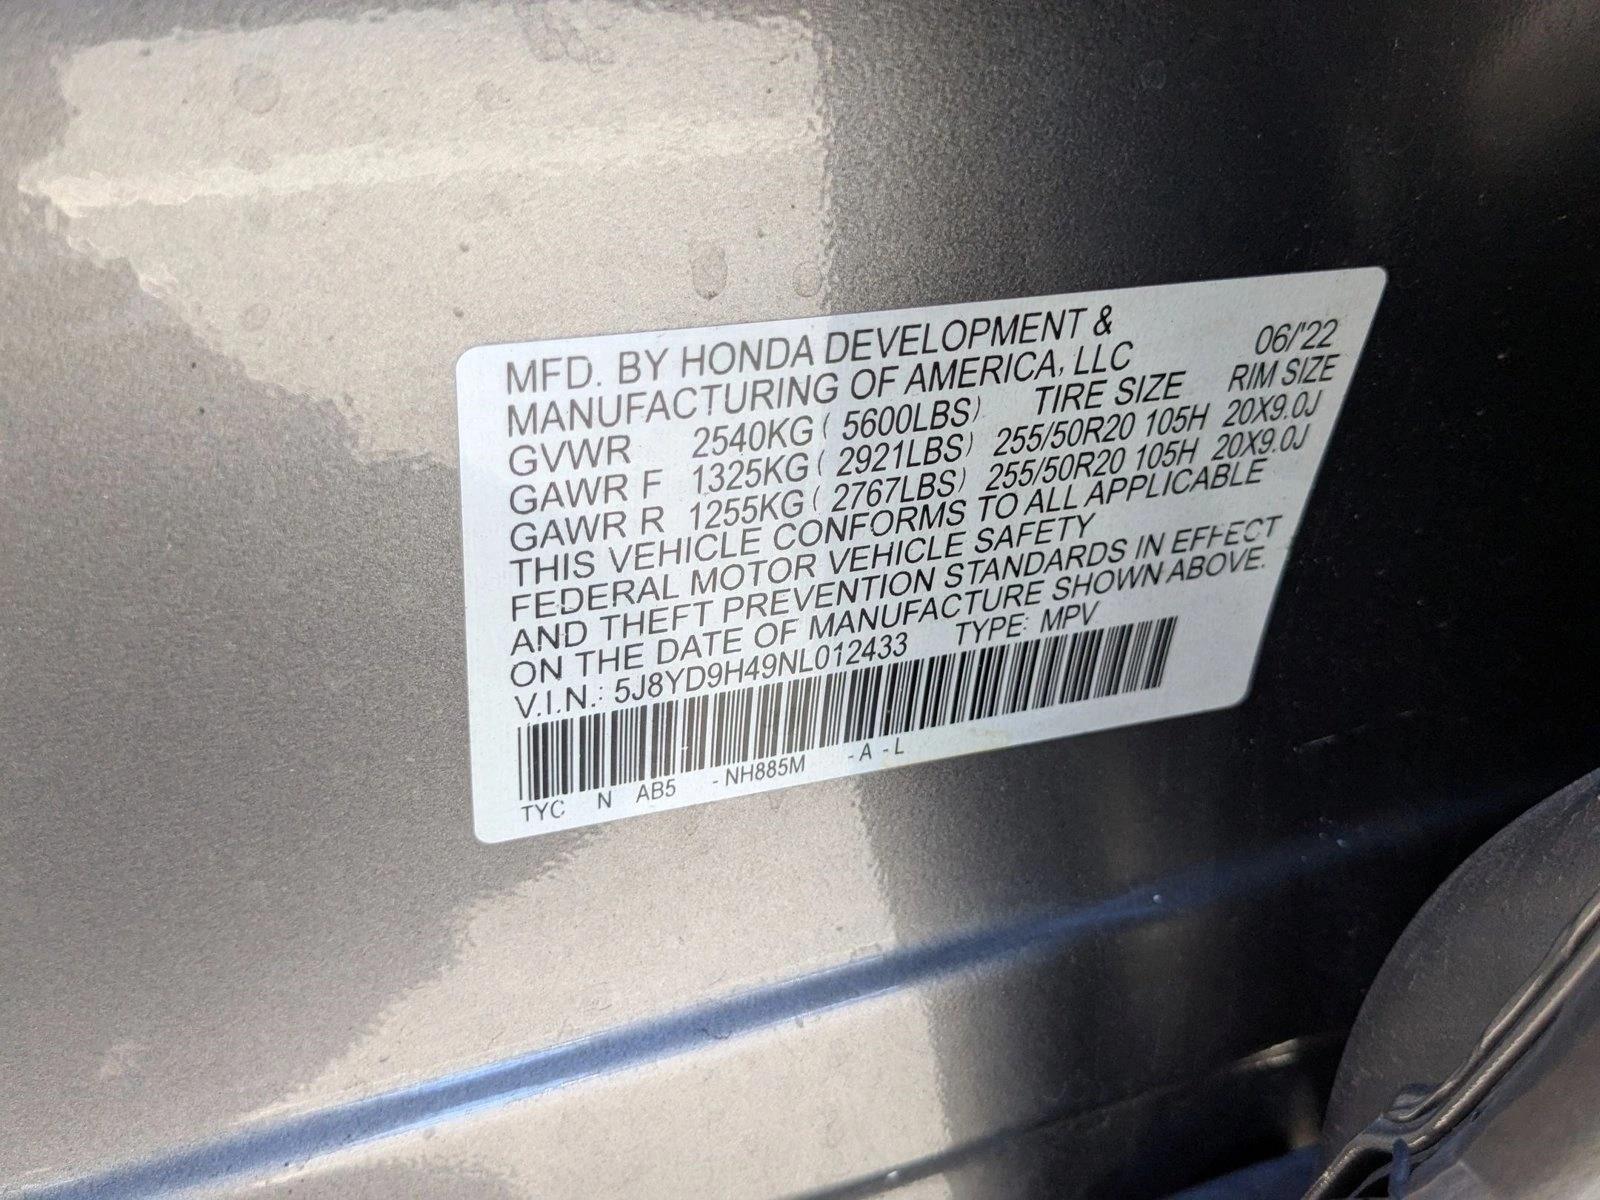 MFD. BY HONDA DEVELOPMENT &
MANUFACTURING OF AMERICA, LLC 06/'22
GVWR 2540KG ( 5600LBS) TIRE SIZE RIM SIZE
GAWR F 1325KG ( 2921LBS) 255/50R20 105H 20X9.0J
GAWR R 1255KG ( 2767LBS) 255/50R20 105H 20X9.0J
THIS VEHICLE CONFORMS TO ALL APPLICABLE
FEDERAL MOTOR VEHICLE SAFETY
AND THEFT PREVENTION STANDARDS IN EFFECT
ON THE DATE OF MANUFACTURE SHOWN ABOVE.
V.I.N.: 5J8YD9H49NL012433 TYPE: MPV
TYC N AB5 -NH885M -A -L